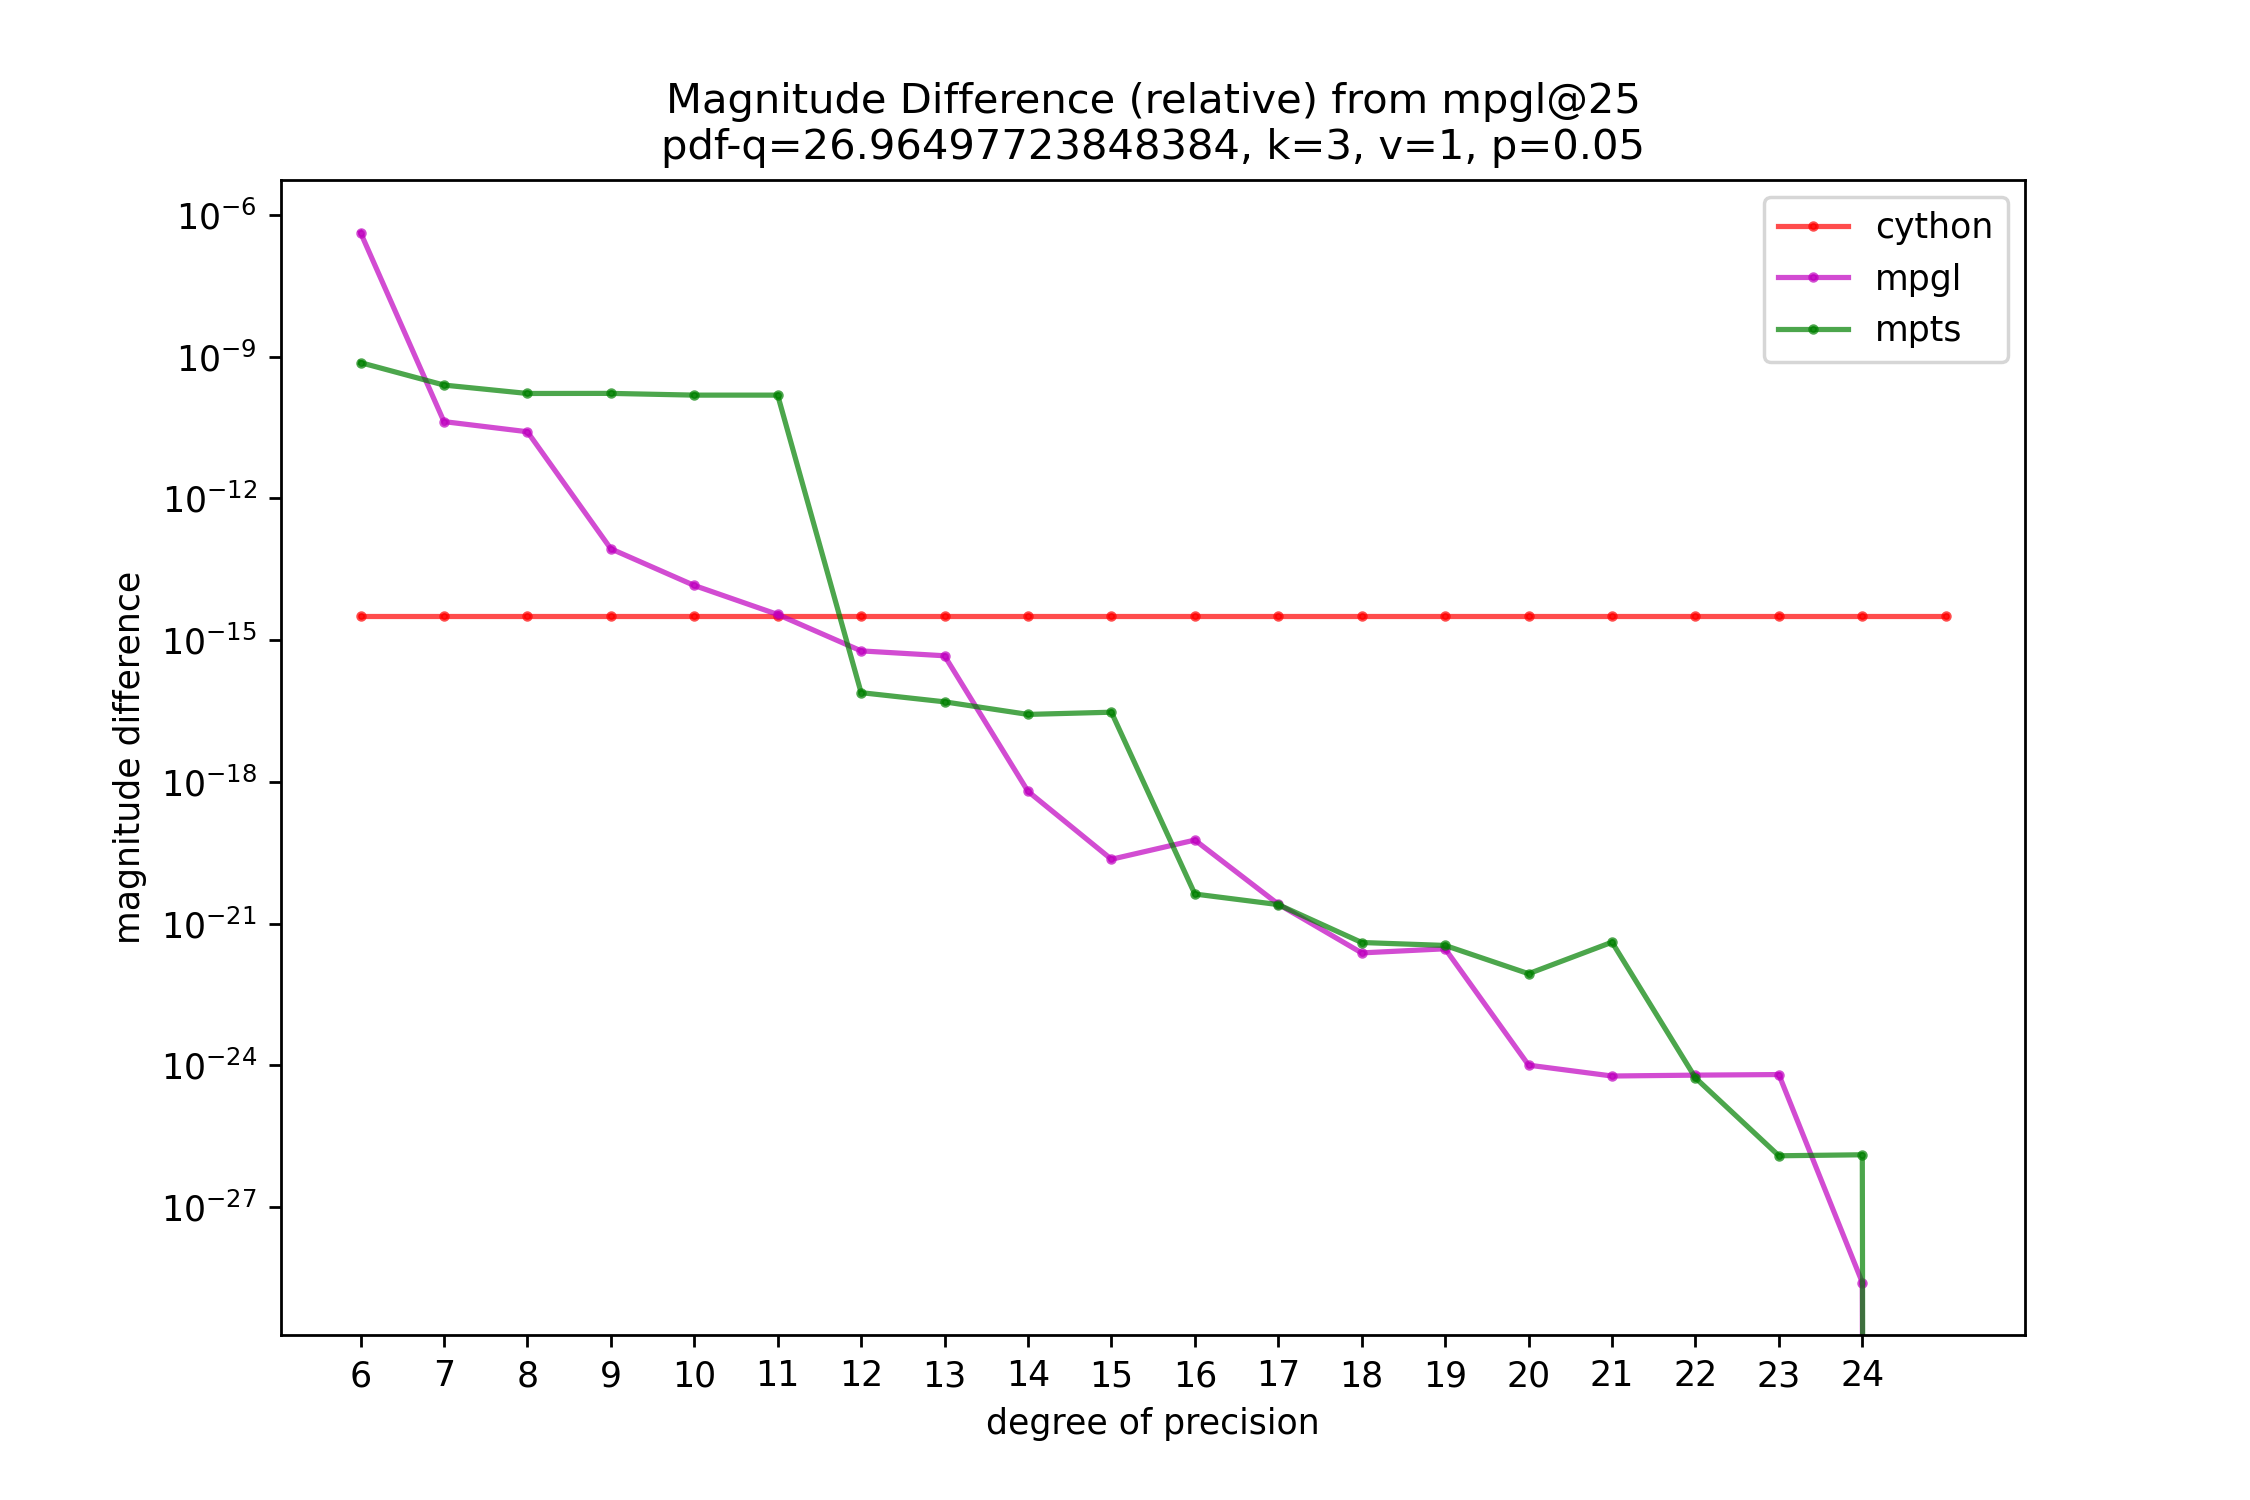 Magnitude Difference (relative) from mpgl@25
pdf-q=26.96497723848384, k=3, v=1, p=0.05
cython
mpgl
mpts
magnitude difference
10⁻⁶
10⁻⁹
10⁻¹²
10⁻¹⁵
10⁻¹⁸
10⁻²¹
10⁻²⁴
10⁻²⁷
6 7 8 9 10 11 12 13 14 15 16 17 18 19 20 21 22 23 24
degree of precision